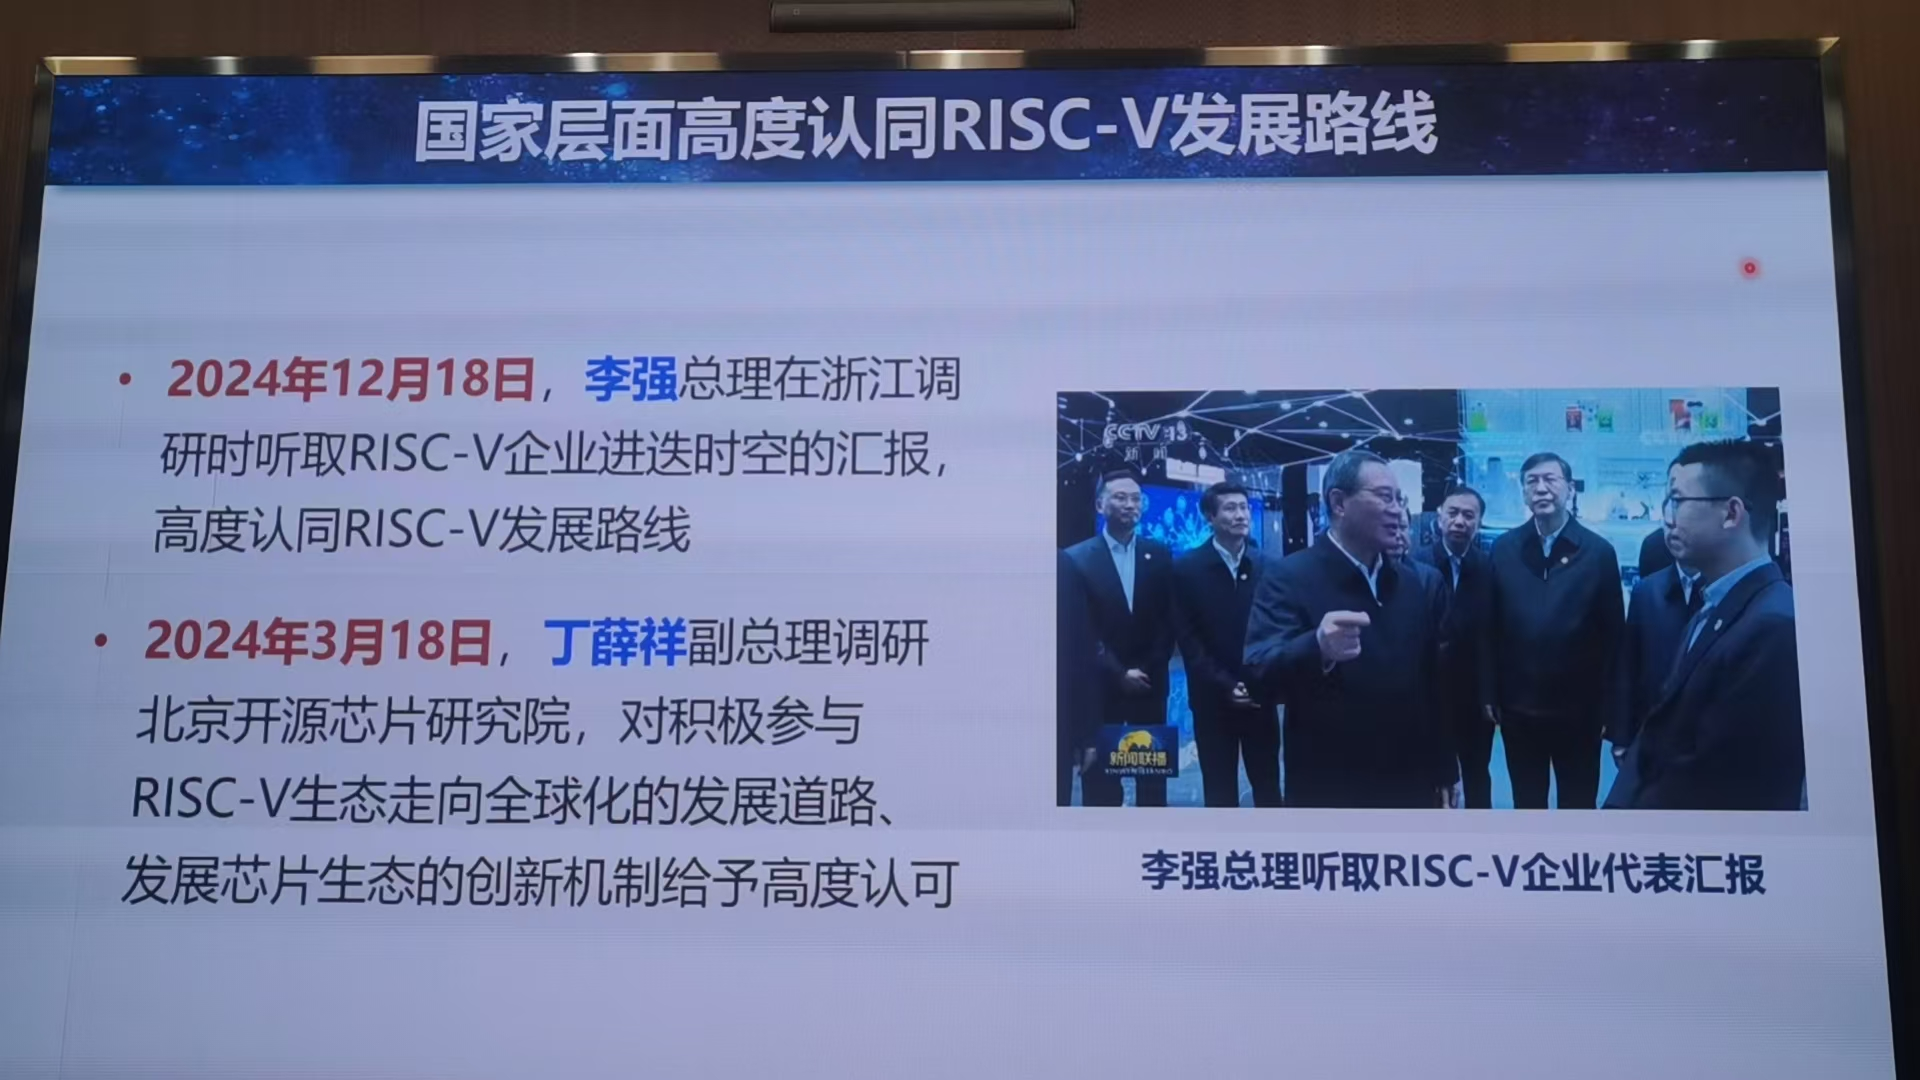 国家层面高度认同RISC-V发展路线
• 2024年12月18日，李强总理在浙江调
研时听取RISC-V企业进迭时空的汇报，
高度认同RISC-V发展路线
• 2024年3月18日，丁薛祥副总理调研
北京开源芯片研究院，对积极参与
RISC-V生态走向全球化的发展道路、
发展芯片生态的创新机制给予高度认可
CCTV-13
新闻
新闻联播
XINWEN LIANBO
李强总理听取RISC-V企业代表汇报